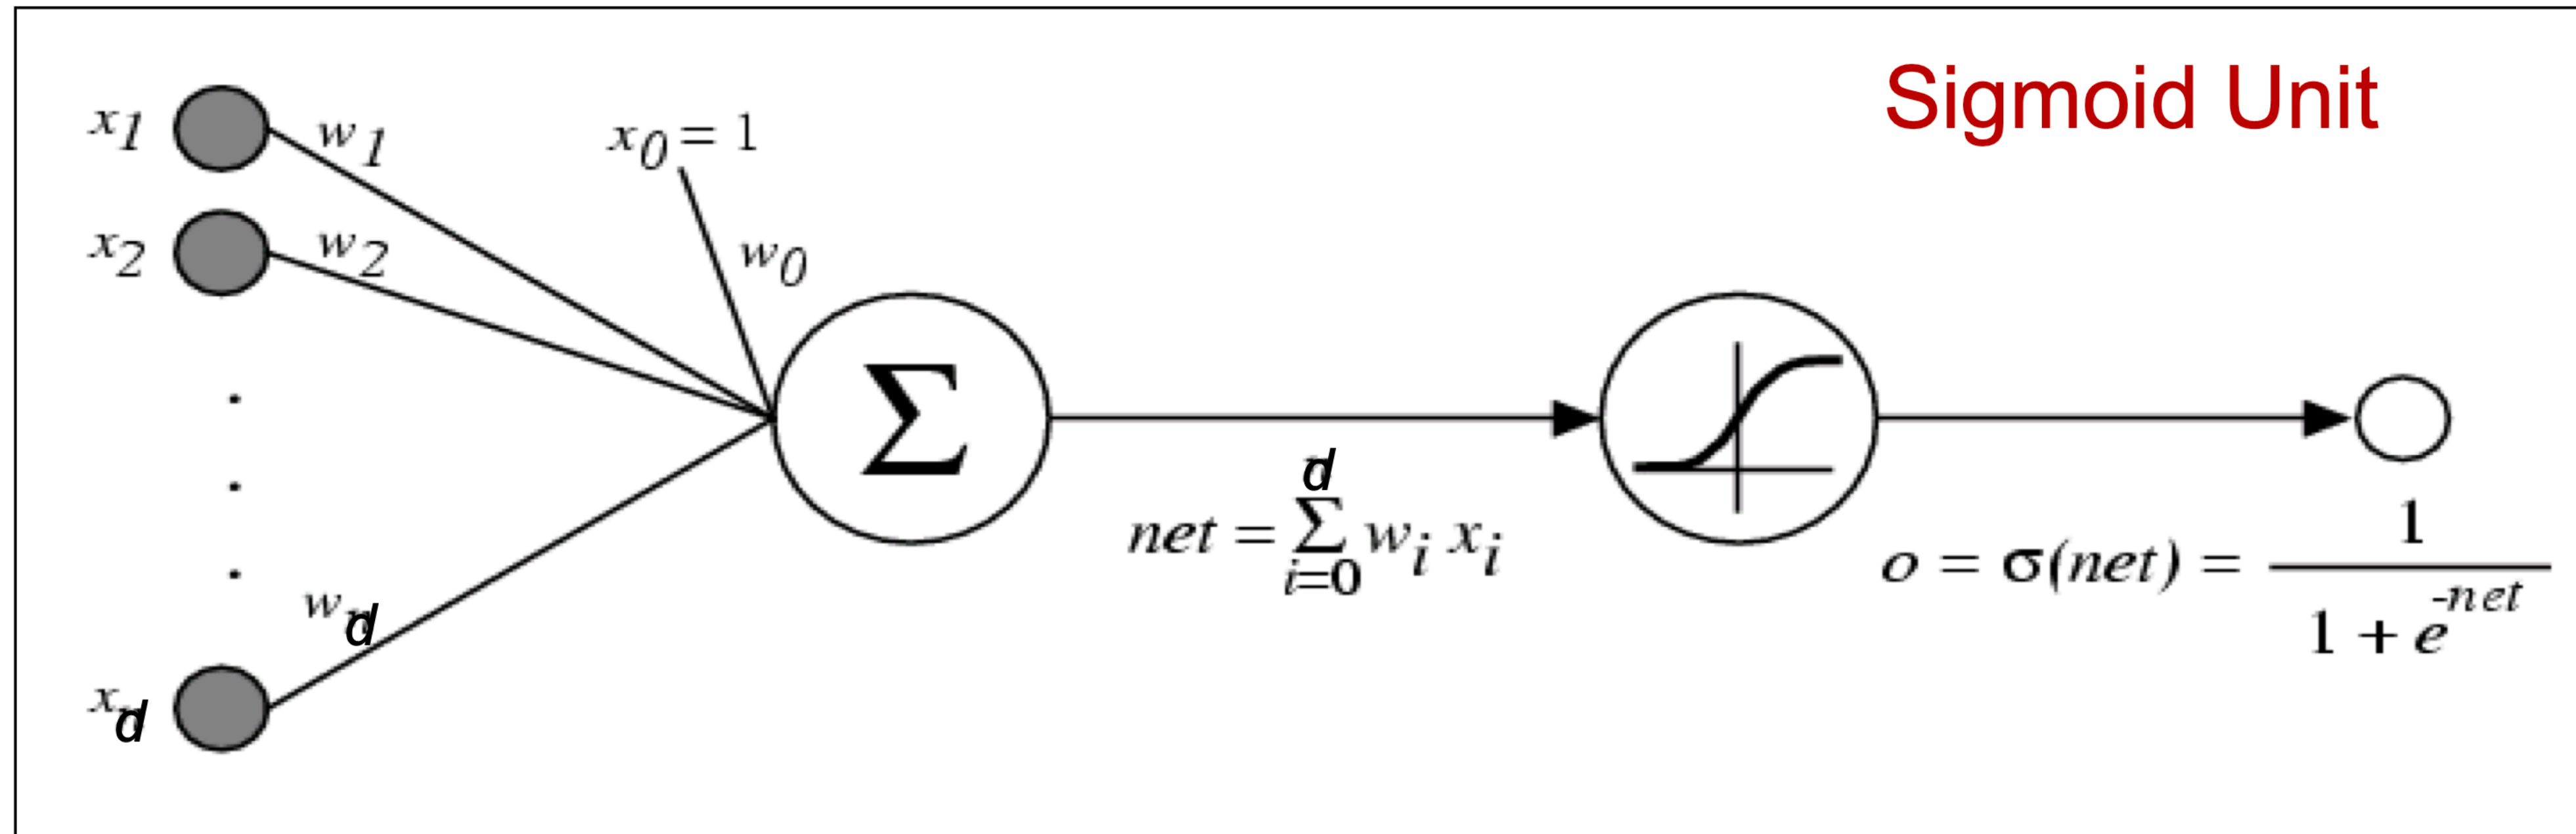 Sigmoid Unit
x1
w1
x0 = 1
x2
w2
w0
Σ
wd
xd
d
net = Σ wi xi
i=0
o = σ(net) = 1
1 + e^-net